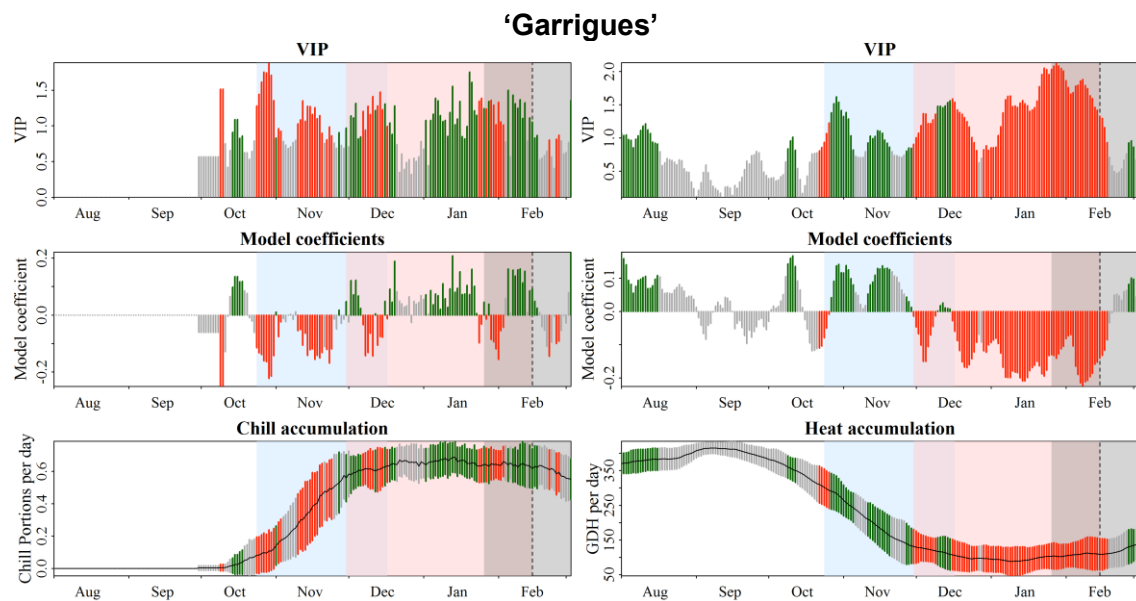 ‘Garrigues’
VIP
VIP
VIP
0.0 0.5 1.0 1.5
Aug Sep Oct Nov Dec Jan Feb
VIP
0.5 1.0 1.5 2.0
Aug Sep Oct Nov Dec Jan Feb
Model coefficients
Model coefficients
Model coefficient
-0.2 0.0 0.2
Aug Sep Oct Nov Dec Jan Feb
Model coefficient
-0.2 0.0 0.1
Aug Sep Oct Nov Dec Jan Feb
Chill accumulation
Heat accumulation
Chill Portions per day
0.0 0.2 0.4 0.6
Aug Sep Oct Nov Dec Jan Feb
GDH per day
50 150 350
Aug Sep Oct Nov Dec Jan Feb